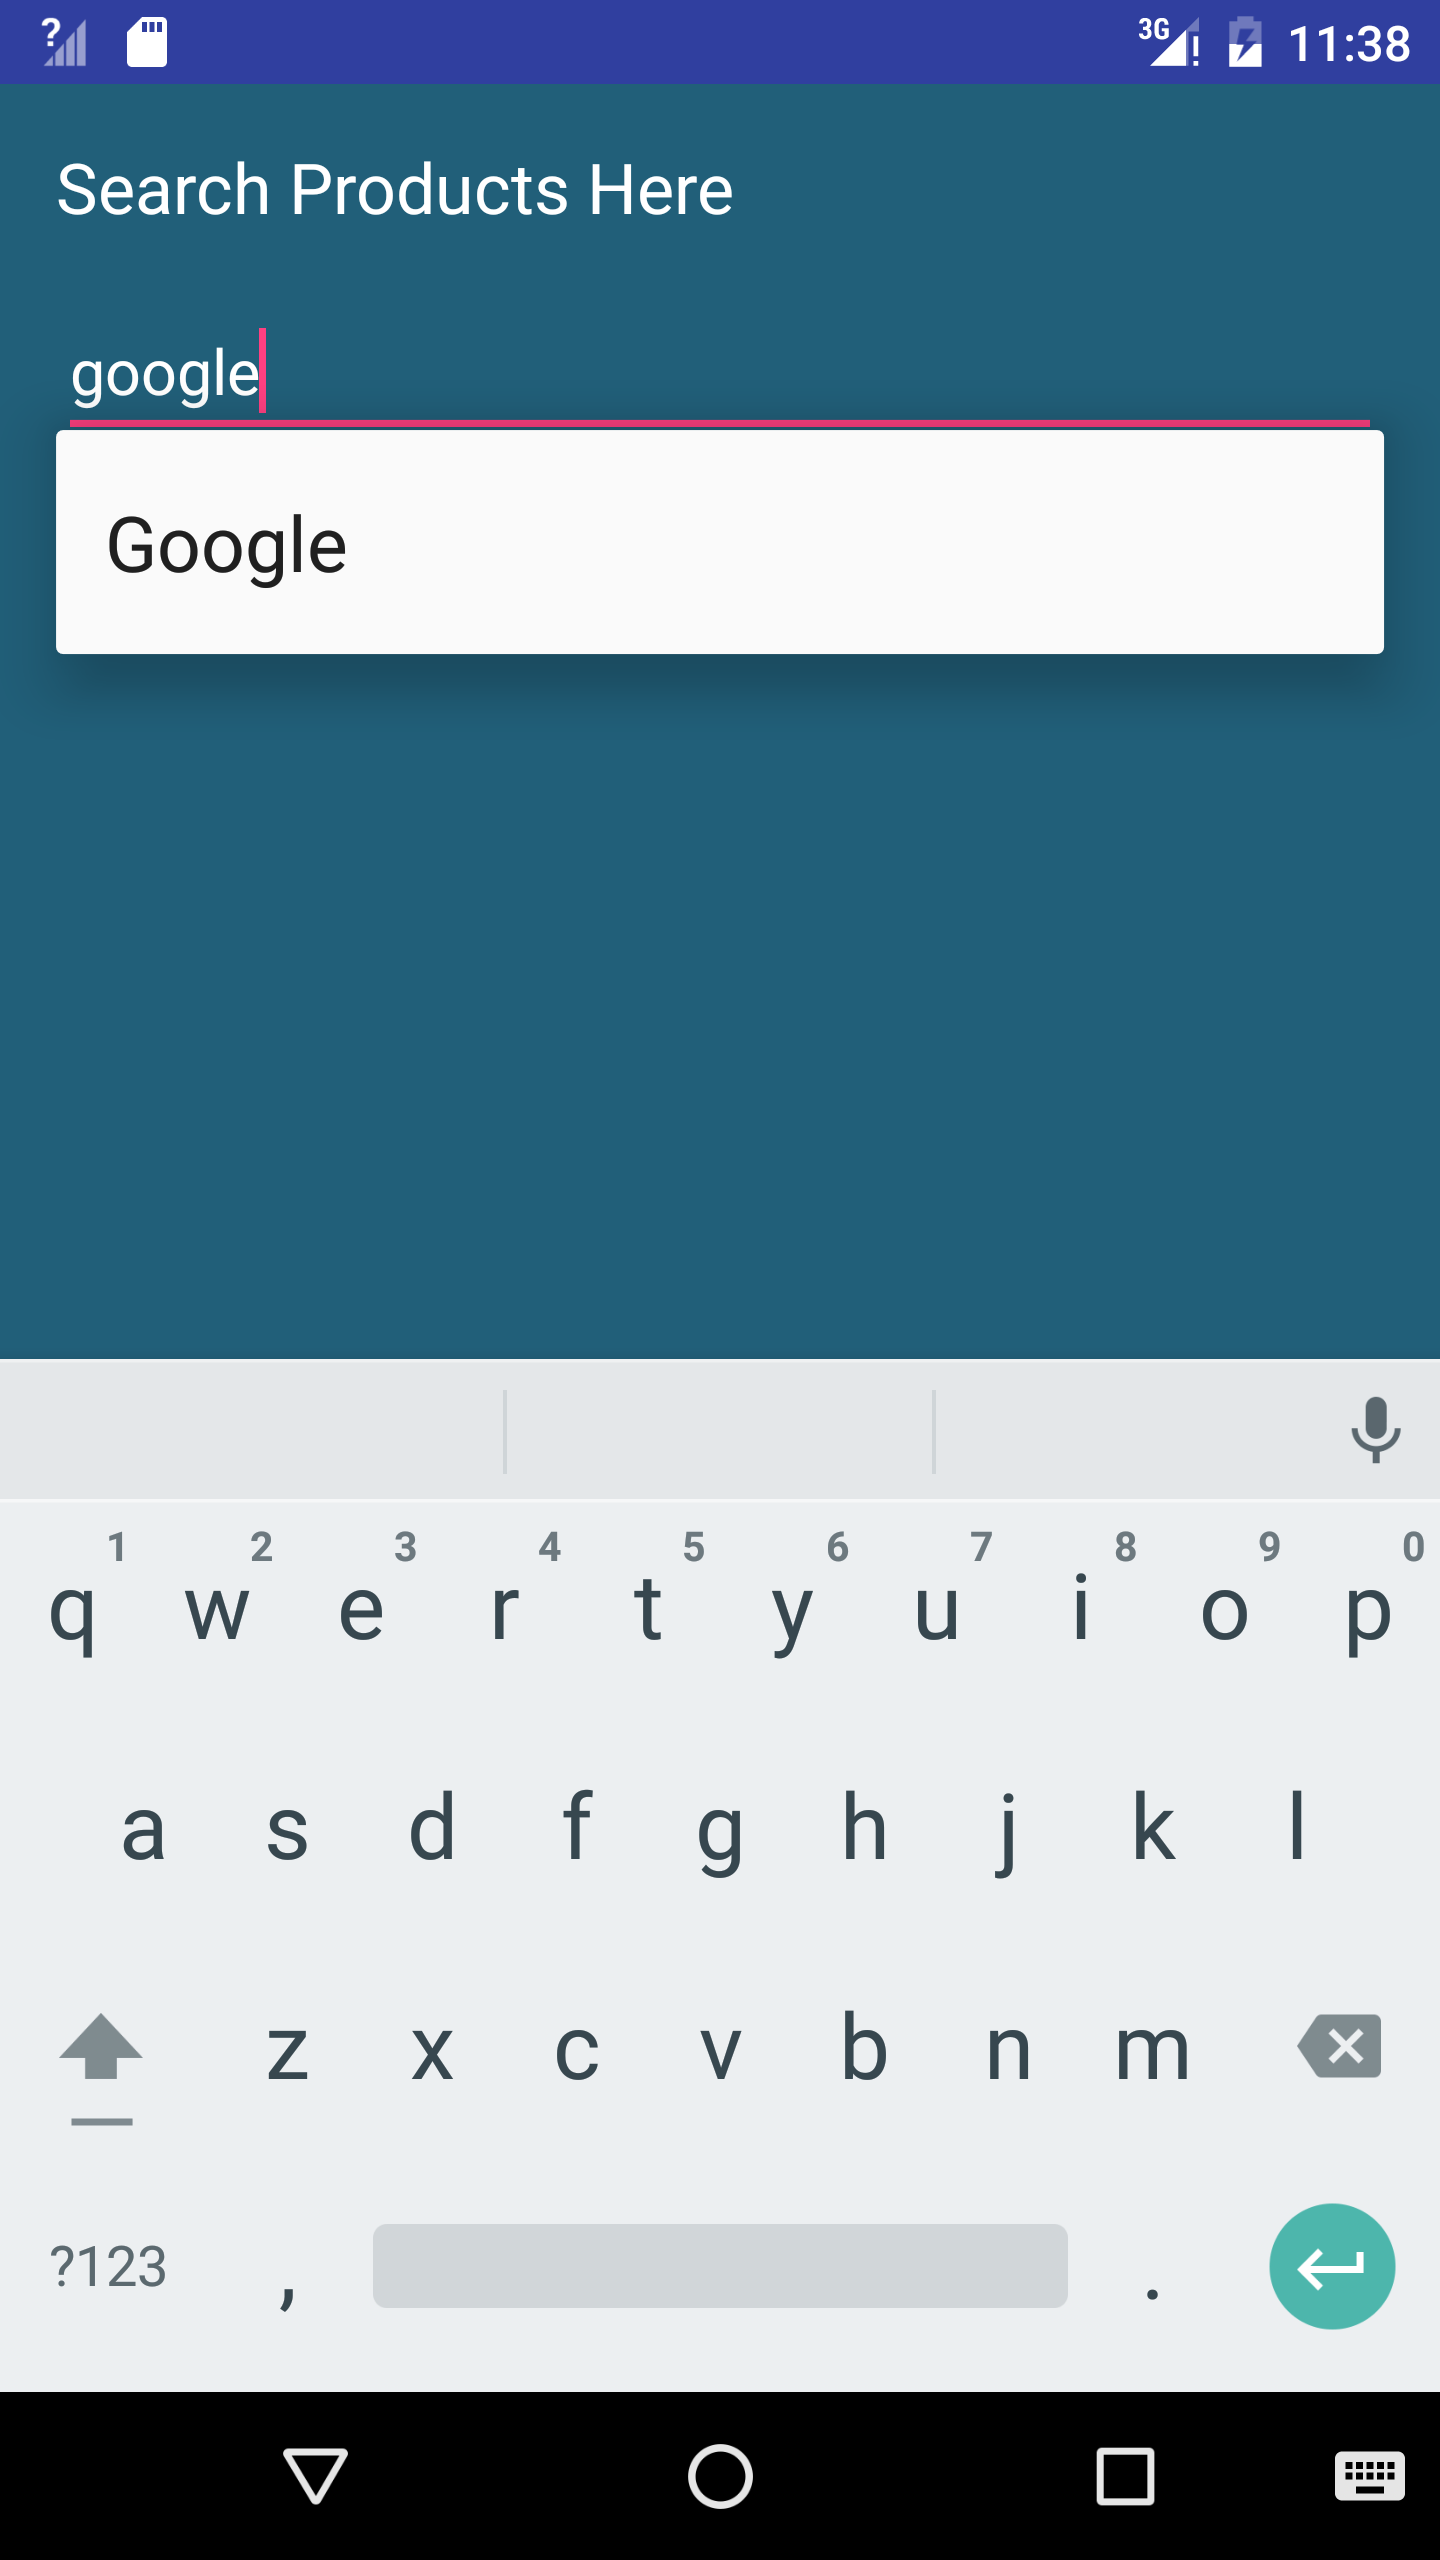 ?
3G ! 11:38
Search Products Here
google
Google
1 2 3 4 5 6 7 8 9 0
q w e r t y u i o p
a s d f g h j k l
z x c v b n m
?123 , .